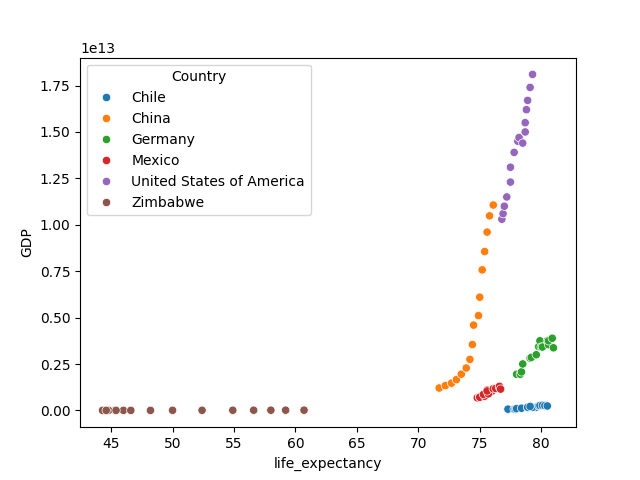 1e13
Country
Chile
China
Germany
Mexico
United States of America
Zimbabwe
1.75
1.50
1.25
1.00
0.75
0.50
0.25
0.00
GDP
45 50 55 60 65 70 75 80
life_expectancy